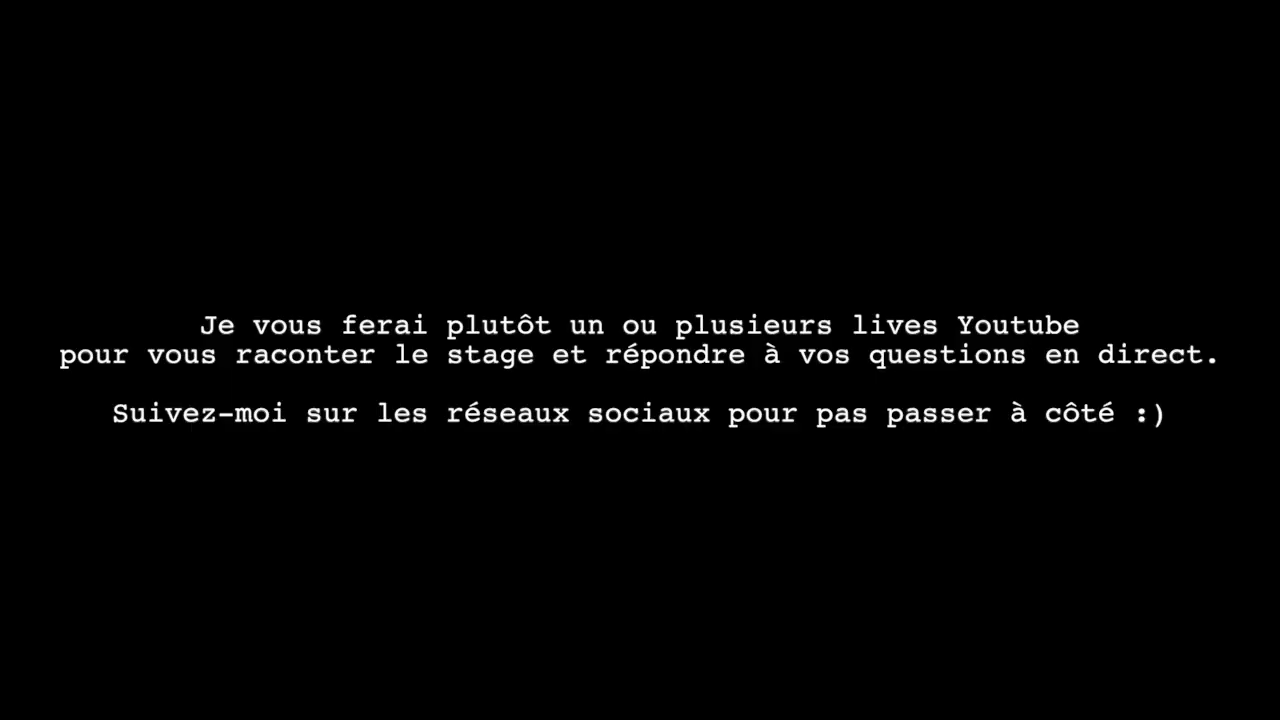 Je vous ferai plutôt un ou plusieurs lives Youtube
pour vous raconter le stage et répondre à vos questions en direct.
Suivez-moi sur les réseaux sociaux pour pas passer à côté :)